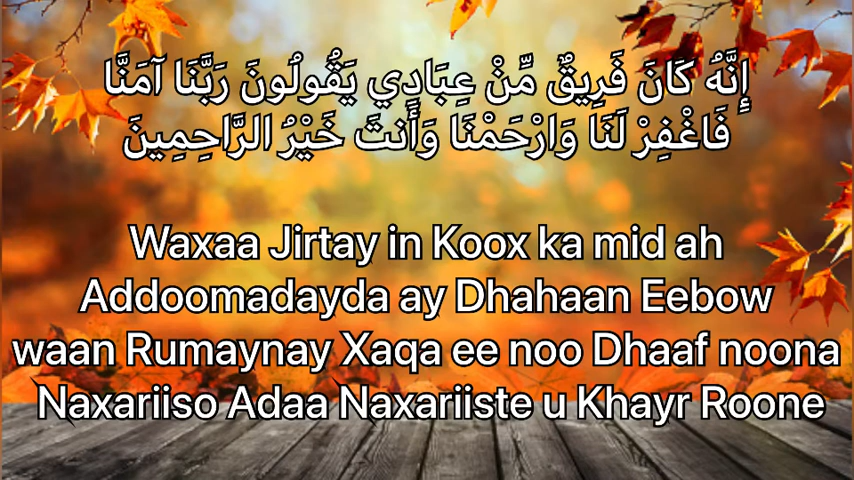 إِنَّهُ كَانَ فَرِيقٌ مِّنْ عِبَادِي يَقُولُونَ رَبَّنَا آمَنَّا
فَاغْفِرْ لَنَا وَارْحَمْنَا وَأَنتَ خَيْرُ الرَّاحِمِينَ
Waxaa Jirtay in Koox ka mid ah
Addoomadayda ay Dhahaan Eebow
waan Rumaynay Xaqa ee noo Dhaaf noona
Naxariiso Adaa Naxariiste u Khayr Roone